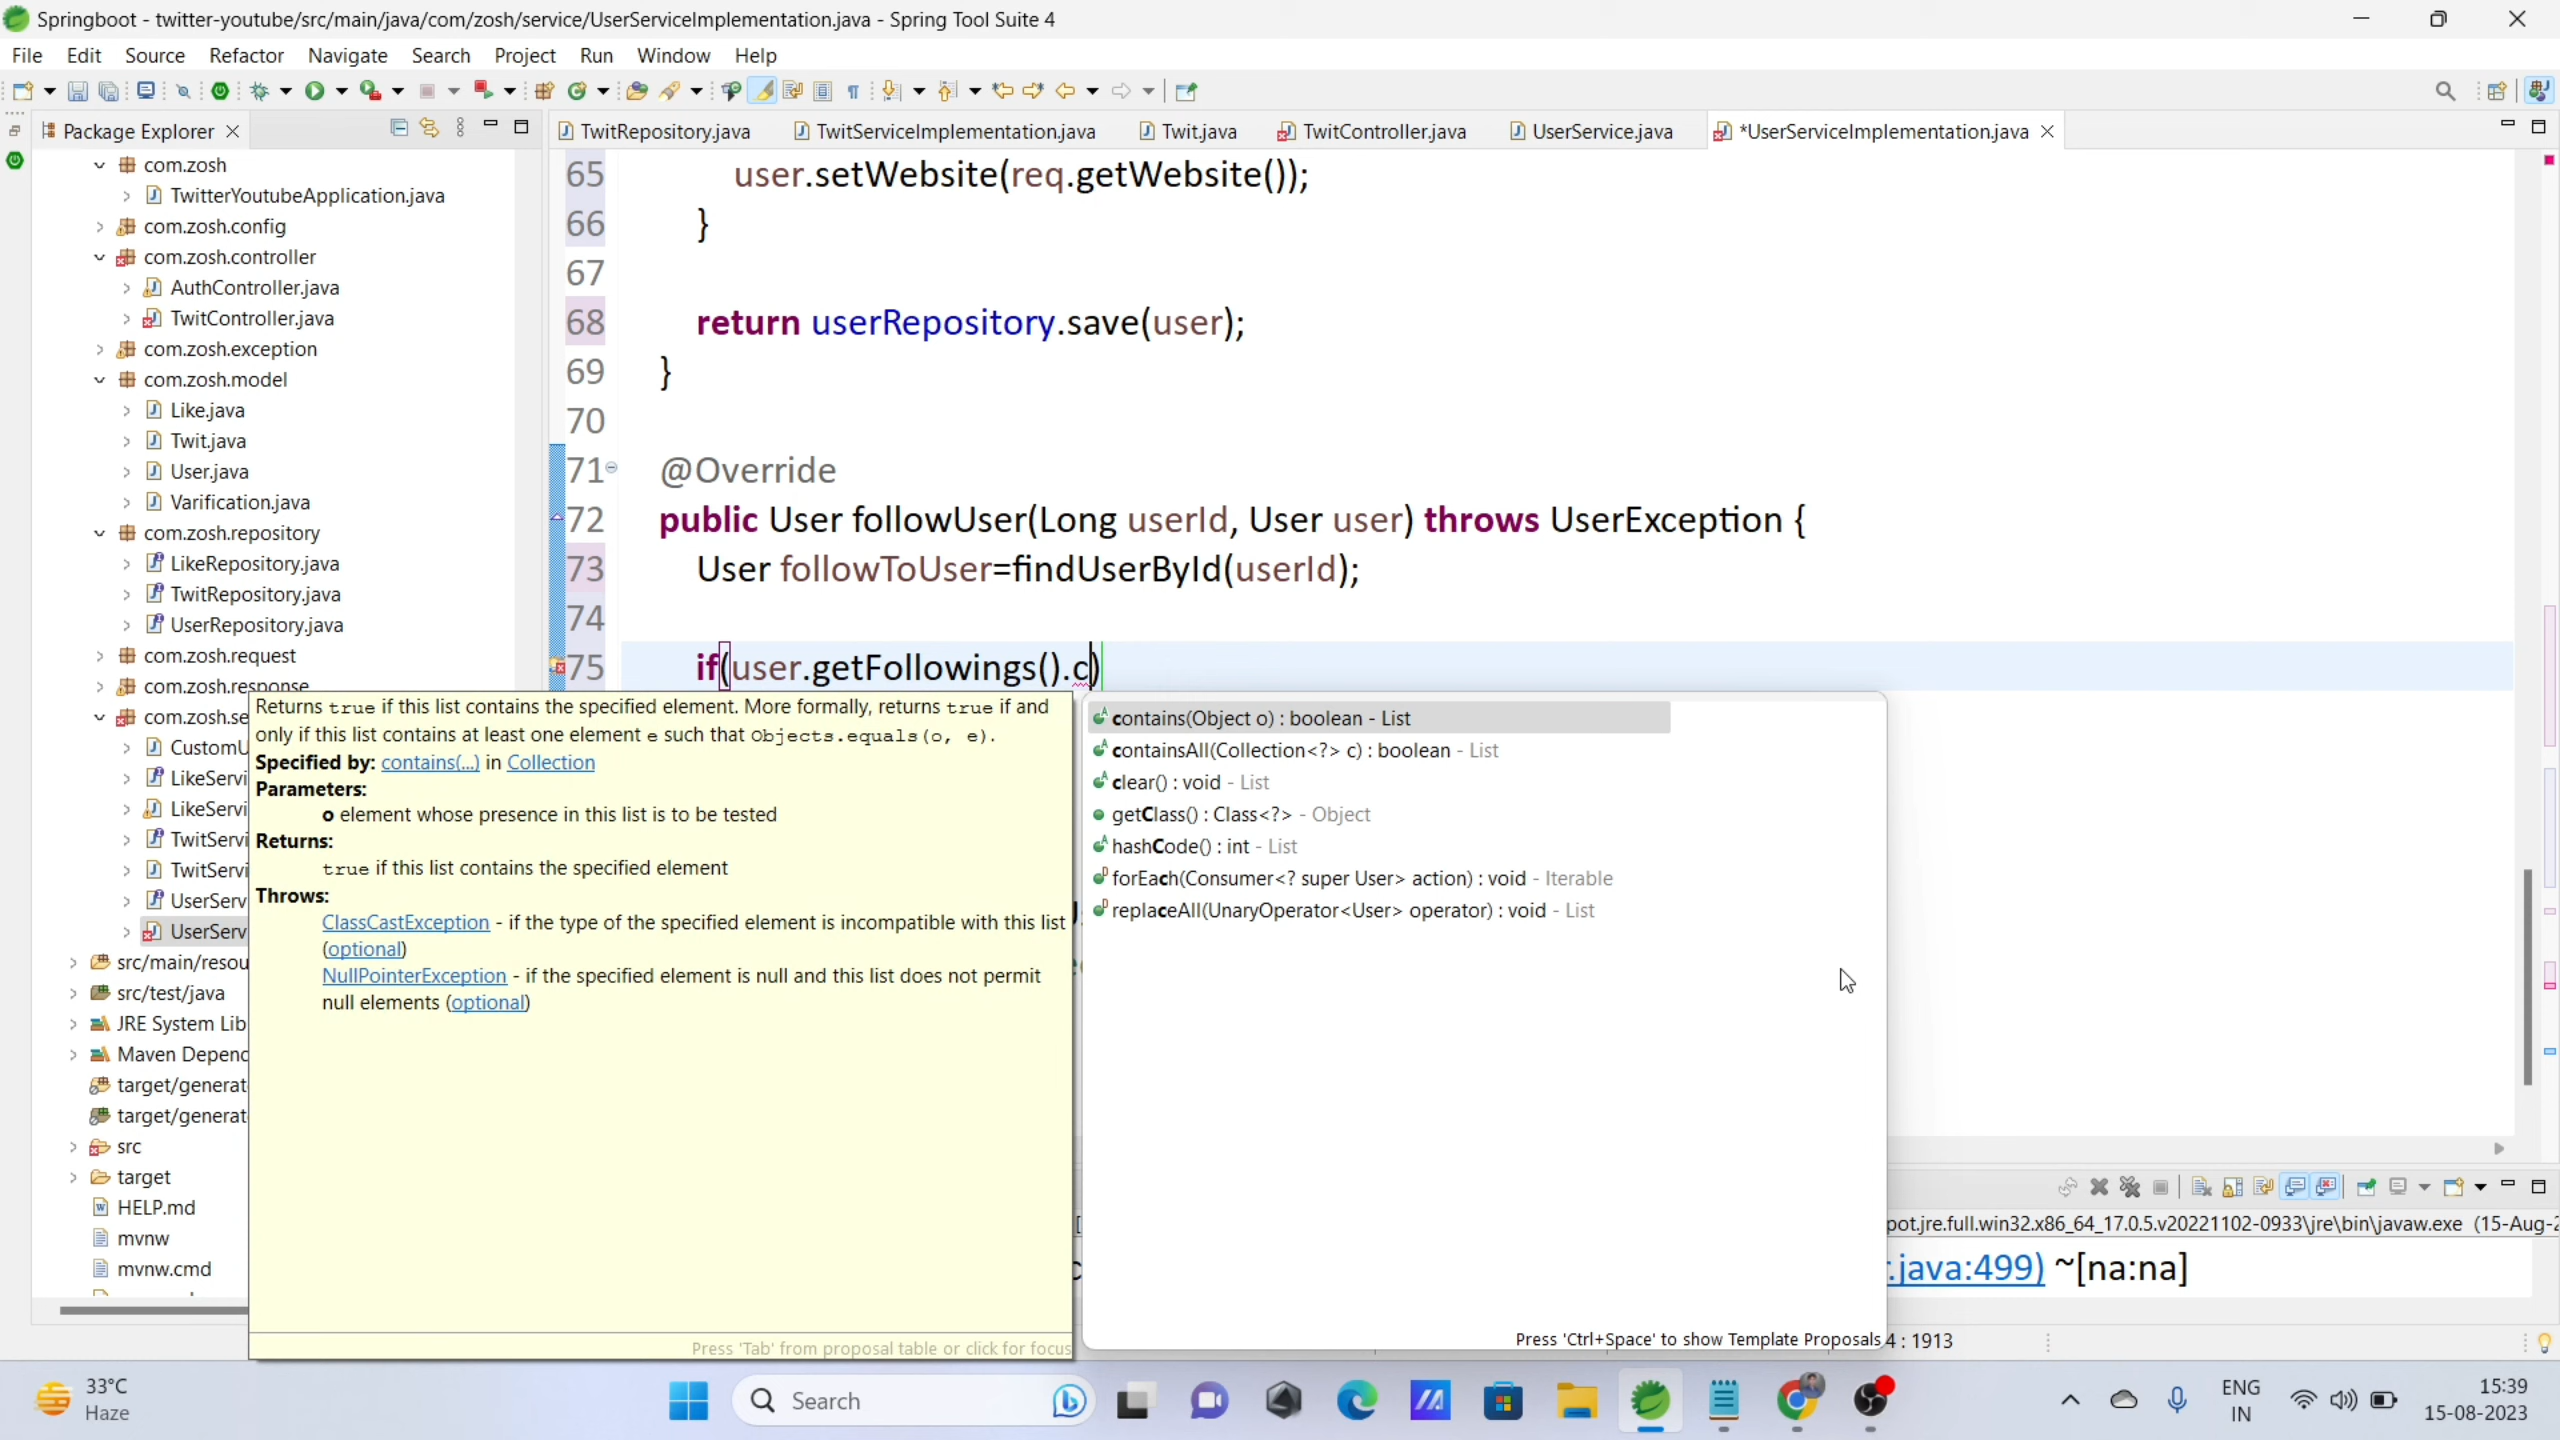 Springboot - twitter-youtube/src/main/java/com/zosh/service/UserServiceImplementation.java - Spring Tool Suite 4
File Edit Source Refactor Navigate Search Project Run Window Help
Package Explorer
TwitRepository.java TwitServiceImplementation.java Twit.java TwitController.java UserService.java *UserServiceImplementation.java
com.zosh
TwitterYoutubeApplication.java
com.zosh.config
com.zosh.controller
AuthController.java
TwitController.java
com.zosh.exception
com.zosh.model
Like.java
Twit.java
User.java
Varification.java
com.zosh.repository
LikeRepository.java
TwitRepository.java
UserRepository.java
com.zosh.request
com.zosh.response
com.zosh.se
CustomU
LikeServi
LikeServi
TwitServi
TwitServi
UserServ
UserServ
src/main/resou
src/test/java
JRE System Lib
Maven Depend
target/generat
target/generat
src
target
HELP.md
mvnw
mvnw.cmd
65 user.setWebsite(req.getWebsite());
66 }
67
68 return userRepository.save(user);
69 }
70
71 @Override
72 public User followUser(Long userId, User user) throws UserException {
73 User followToUser=findUserById(userId);
74
75 if(user.getFollowings().c)
Returns true if this list contains the specified element. More formally, returns true if and
only if this list contains at least one element e such that Objects.equals(o, e).
Specified by: contains(...) in Collection
Parameters:
o element whose presence in this list is to be tested
Returns:
true if this list contains the specified element
Throws:
ClassCastException - if the type of the specified element is incompatible with this list
(optional)
NullPointerException - if the specified element is null and this list does not permit
null elements (optional)
Press 'Tab' from proposal table or click for focus
contains(Object o) : boolean - List
containsAll(Collection<?> c) : boolean - List
clear() : void - List
getClass() : Class<?> - Object
hashCode() : int - List
forEach(Consumer<? super User> action) : void - Iterable
replaceAll(UnaryOperator<User> operator) : void - List
Press 'Ctrl+Space' to show Template Proposals
pot.jre.full.win32.x86_64_17.0.5.v20221102-0933\jre\bin\javaw.exe (15-Aug-2
.java:499) ~[na:na]
4 : 1913
33°C
Haze
Search
ENG
IN
15:39
15-08-2023